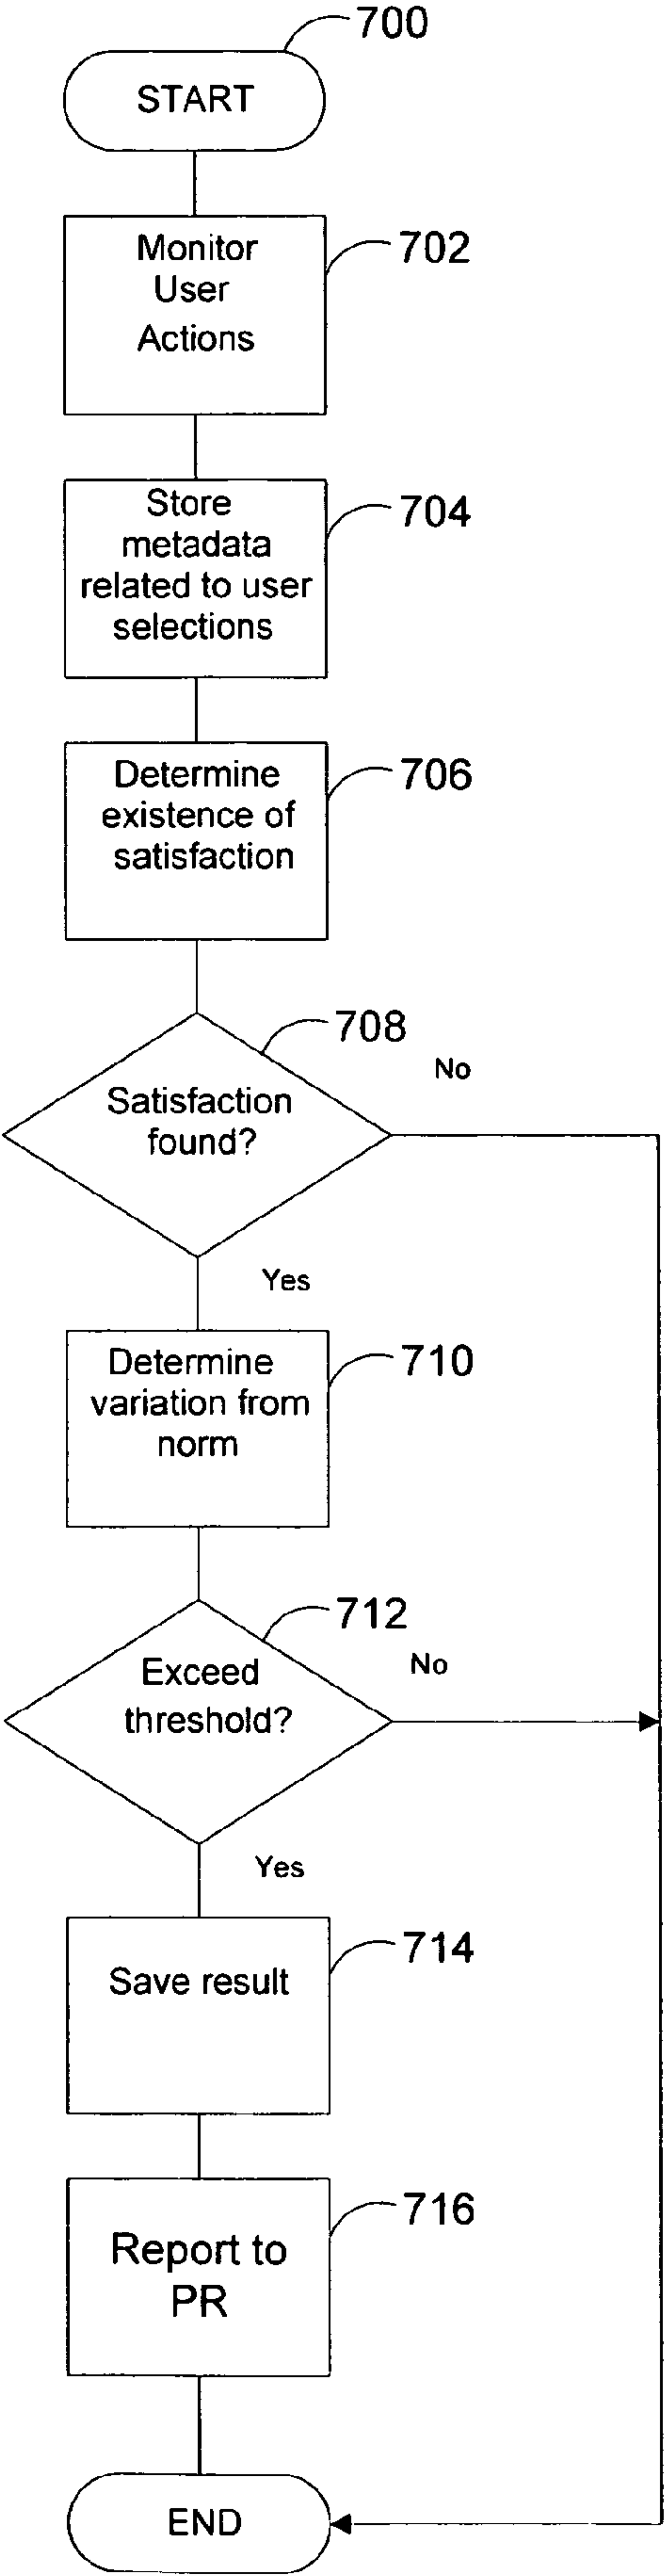 700
START
Monitor
User
Actions
702
Store
metadata
related to user
selections
704
Determine
existence of
satisfaction
706
708
Satisfaction
found?
No
Yes
Determine
variation from
norm
710
712
Exceed
threshold?
No
Yes
Save result
714
Report to
PR
716
END